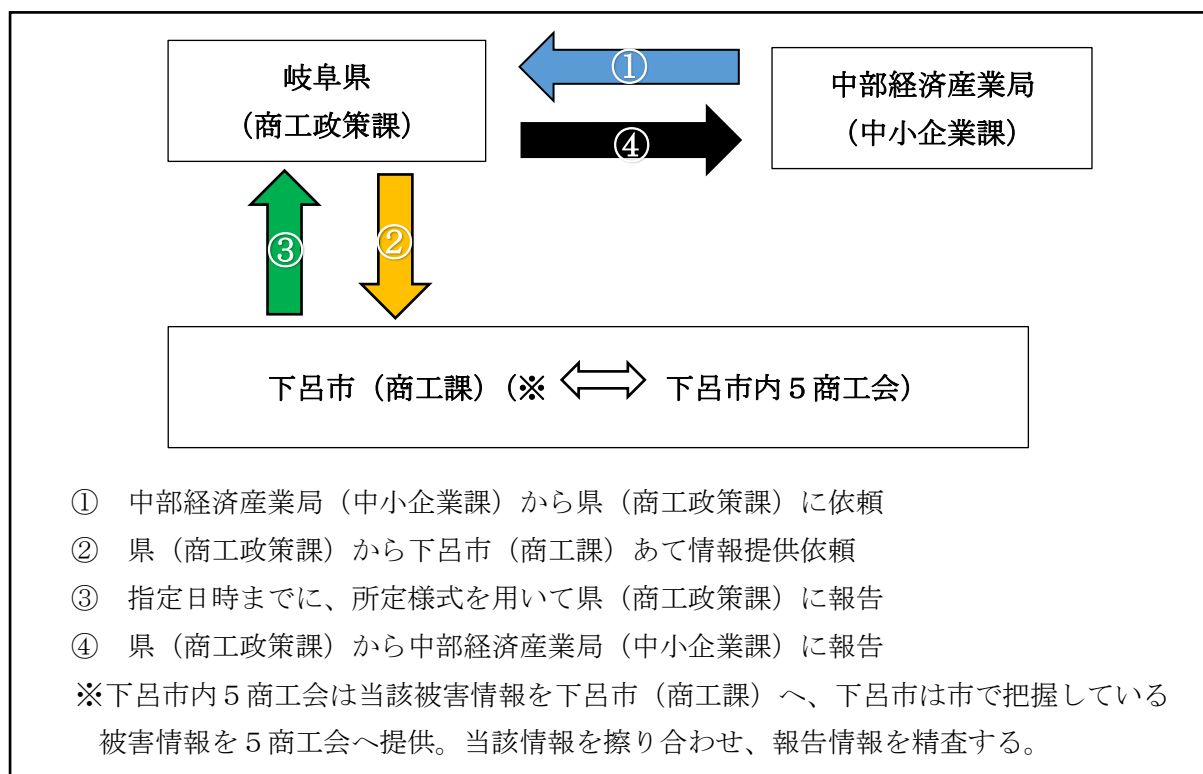 岐阜県
（商工政策課）
①
中部経済産業局
（中小企業課）
④
③
②
下呂市（商工課）（※ 下呂市内５商工会）
① 中部経済産業局（中小企業課）から県（商工政策課）に依頼
② 県（商工政策課）から下呂市（商工課）あて情報提供依頼
③ 指定日時までに、所定様式を用いて県（商工政策課）に報告
④ 県（商工政策課）から中部経済産業局（中小企業課）に報告
※下呂市内５商工会は当該被害情報を下呂市（商工課）へ、下呂市は市で把握している
被害情報を５商工会へ提供。当該情報を擦り合わせ、報告情報を精査する。